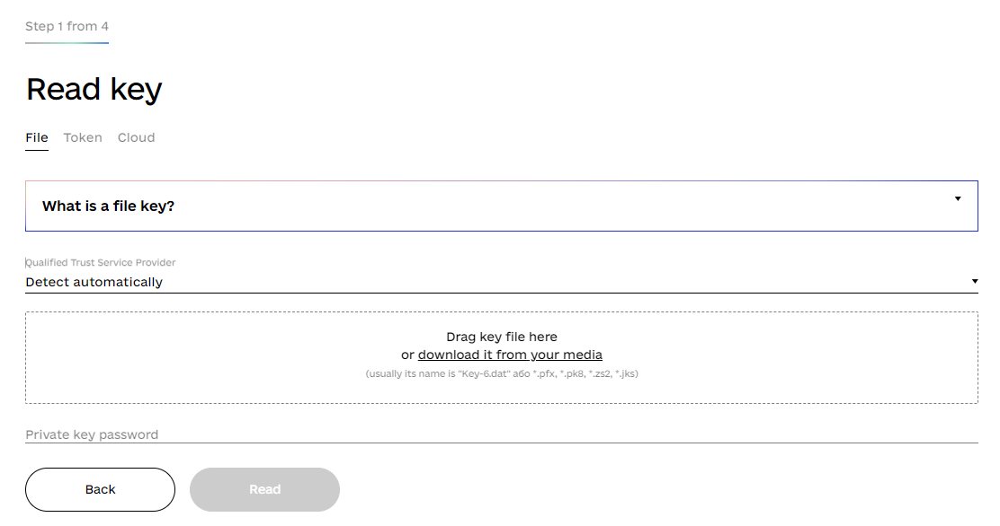 Step 1 from 4
Read key
File Token Cloud
What is a file key?
Qualified Trust Service Provider
Detect automatically
Drag key file here
or download it from your media
(usually its name is "Key-6.dat" або *.pfx, *.pk8, *.zs2, *.jks)
Private key password
Back Read